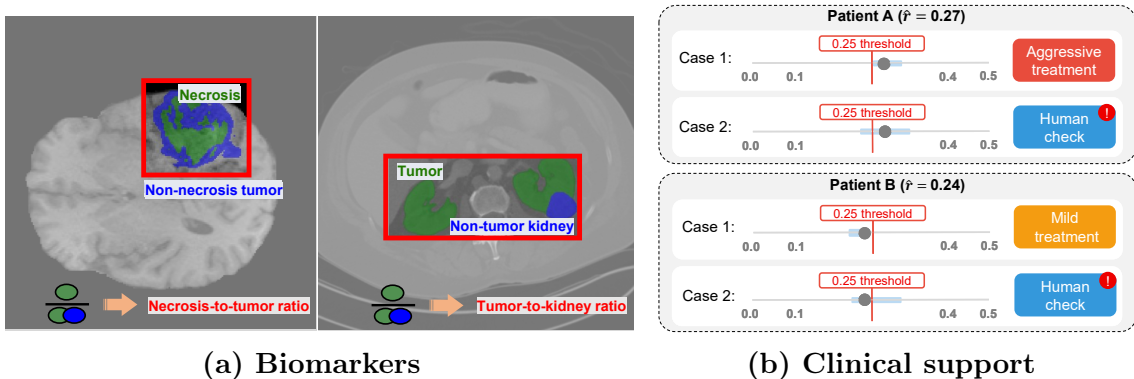 Necrosis
Non-necrosis tumor
Necrosis-to-tumor ratio
Tumor
Non-tumor kidney
Tumor-to-kidney ratio
(a) Biomarkers
Patient A (r̂ = 0.27)
Case 1:
0.25 threshold
0.0 0.1 0.4 0.5
Aggressive
treatment
Case 2:
0.25 threshold
0.0 0.1 0.4 0.5
Human
check
!
Patient B (r̂ = 0.24)
Case 1:
0.25 threshold
0.0 0.1 0.4 0.5
Mild
treatment
Case 2:
0.25 threshold
0.0 0.1 0.4 0.5
Human
check
!
(b) Clinical support